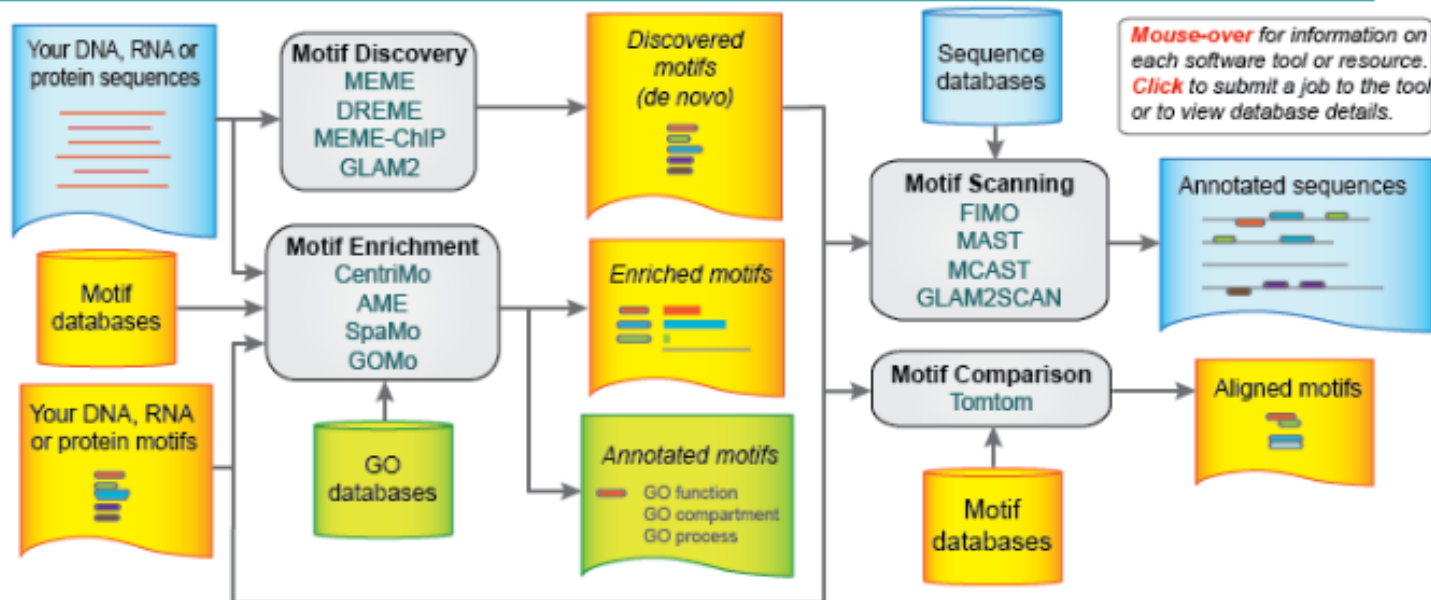 Your DNA, RNA or
protein sequences
Motif Discovery
MEME
DREME
MEME-ChIP
GLAM2
Discovered
motifs
(de novo)
Sequence
databases
Mouse-over for information on
each software tool or resource.
Click to submit a job to the tool
or to view database details.
Motif Scanning
FIMO
MAST
MCAST
GLAM2SCAN
Annotated sequences
Motif
databases
Motif Enrichment
CentriMo
AME
SpaMo
GOMo
Enriched motifs
Your DNA, RNA
or protein motifs
GO
databases
Annotated motifs
GO function
GO compartment
GO process
Motif Comparison
Tomtom
Aligned motifs
Motif
databases